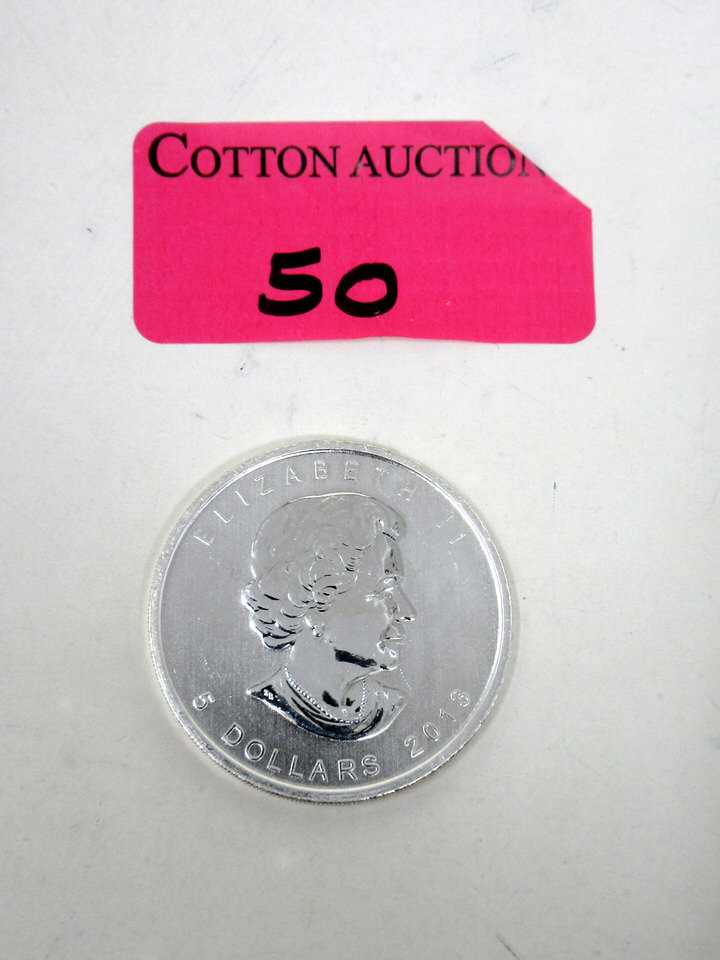 COTTON AUCTION
50
ELIZABETH II
5 DOLLARS 2013